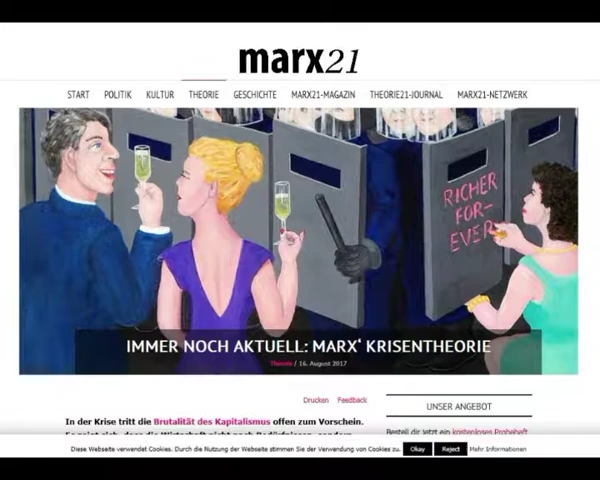 marx21
START POLITIK KULTUR THEORIE GESCHICHTE MARX21-MAGAZIN THEORIE21-JOURNAL MARX21-NETZWERK
RICHER
FOR-
EVER
IMMER NOCH AKTUELL: MARX‘ KRISENTHEORIE
Theorie / 16. August 2017
Drucken Feedback
UNSER ANGEBOT
In der Krise tritt die Brutalität des Kapitalismus offen zum Vorschein.
Bestell dir jetzt ein kostenloses Probeheft
Diese Webseite verwendet Cookies. Durch die Nutzung der Webseite stimmen Sie der Verwendung von Cookies zu. Okay Reject Mehr Informationen